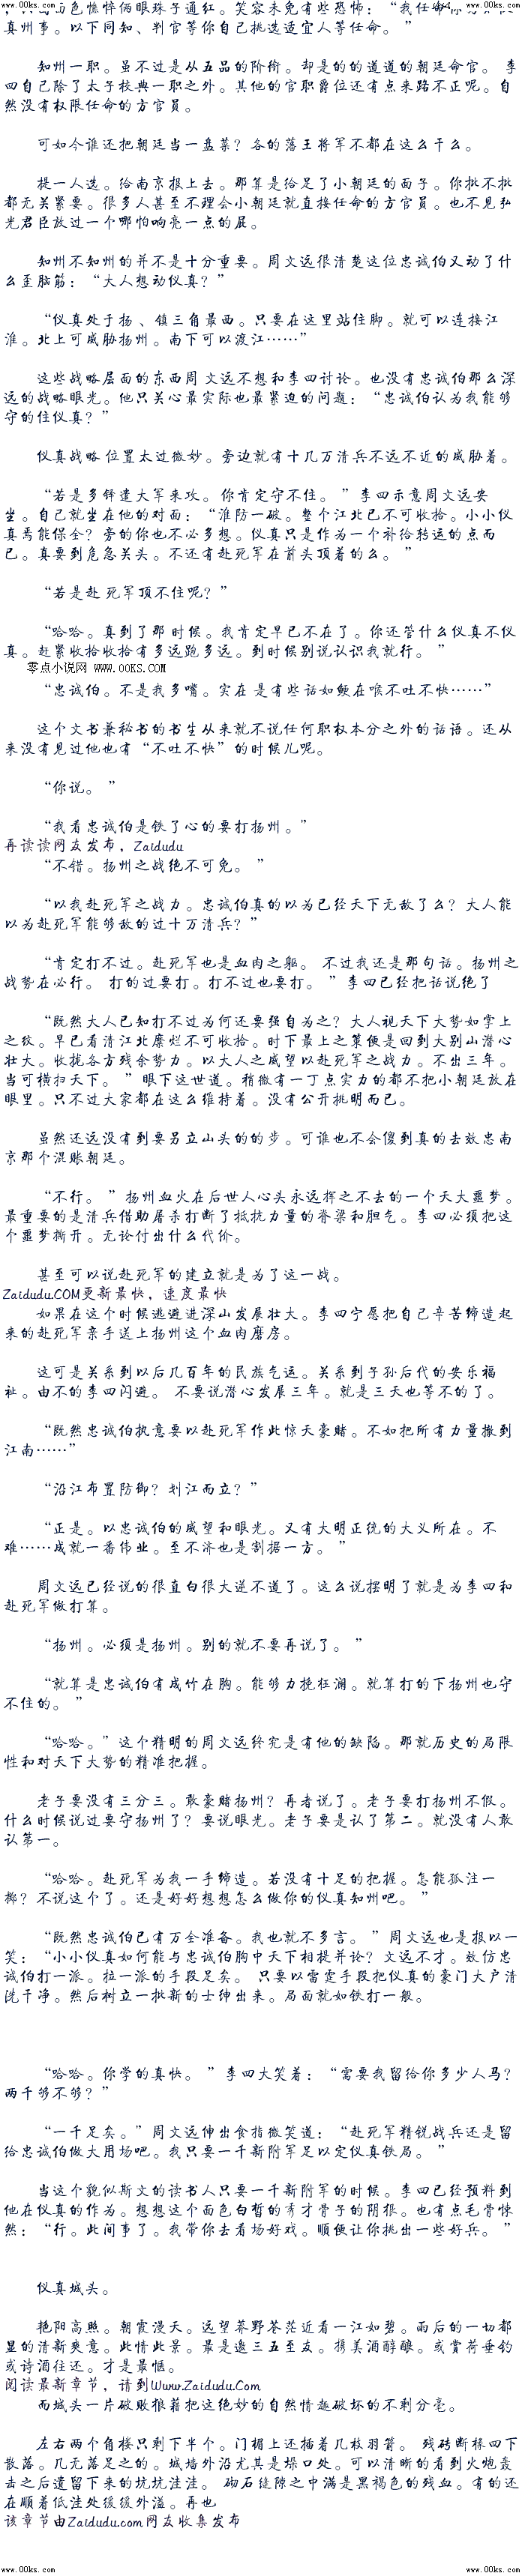 www.00ks.com www.00ks.com
真州事。以下同知、判官等你自己挑选适宜人等任命。”
知州一职。虽不过是从五品的阶衔。却是的的道道的朝廷命官。 李
四自己除了太子校典一职之外。其他的官职爵位还有点来路不正呢。自
然没有权限任命的方官员。
可如今谁还把朝廷当一盘菜？各的藩王将军不都在这么干么。
提一人选。给南京报上去。那算是给足了小朝廷的面子。你批不批
都无关紧要。很多人甚至不理会小朝廷就直接任命的方官员。也不见弘
光君臣放过一个哪怕响亮一点的屁。
知州不知州的并不是十分重要。周文远很清楚这位忠诚伯又动了什
么歪脑筋：“大人想动仪真？”
“仪真处于扬、镇三角最西。只要在这里站住脚。就可以连接江
淮。北上可威胁扬州。南下可以渡江……”
这些战略层面的东西周文远不想和李四讨论。也没有忠诚伯那么深
远的战略眼光。他只关心最实际也最紧迫的问题：“忠诚伯认为我能够
守的住仪真？”
仪真战略位置太过微妙。旁边就有十几万清兵不远不近的威胁着。
“若是多铎遣大军来攻。你肯定守不住。 ”李四示意周文远安
坐。自己就坐在他的对面：“淮防一破。整个江北已不可收拾。小小仪
真焉能保全？旁的你也不必多想。仪真只是作为一个补给转运的点而
已。真要到危急关头。不还有赴死军在前头顶着的么。”
“若是赴死军顶不住呢？”
“哈哈。真到了那时候。我肯定早已不在了。你还管什么仪真不仪
真。赶紧收拾收拾有多远跑多远。到时候别说认识我就行。 ”
零点小说网 www.00KS.COM
“忠诚伯。不是我多嘴。实在是有些话如鲠在喉不吐不快……”
这个文书兼秘书的书生从来就不说任何职权本分之外的话语。还从
来没有见过他也有“不吐不快”的时候儿呢。
“你说。 ”
“我看忠诚伯是铁了心的要打扬州。”
再读读网友发布，Zaidudu
“不错。扬州之战绝不可免。 ”
“以我赴死军之战力。忠诚伯真的以为已经天下无敌了么？大人能
以为赴死军能够敌的过十万清兵？”
“肯定打不过。赴死军也是血肉之躯。 不过我还是那句话。扬州之
战势在必行。 打的过要打。打不过也要打。 ”李四已经把话说绝了
“既然大人已知打不过为何还要强自为之？大人视天下大势如掌上
之纹。早已看清江北糜烂不可收拾。时下最上之策便是回到大别山潜心
壮大。收拢各方残余势力。以大人之威望以赴死军之战力。不出三年。
当可横扫天下。 ”眼下这世道。稍微有一丁点实力的都不把小朝廷放在
眼里。只不过大家都在这么维持着。没有公开挑明而已。
虽然还远没有到要另立山头的的步。可谁也不会傻到真的去效忠南
京那个混账朝廷。
“不行。 ” 扬州血火在后世人心头永远挥之不去的一个天大噩梦。
最重要的是清兵借助屠杀打断了抵抗力量的脊梁和胆气。李四必须把这
个噩梦撕开。无论付出什么代价。
甚至可以说赴死军的建立就是为了这一战。
Zaidudu.COM更新最快，速度最快
如果在这个时候逃避进深山发展壮大。李四宁愿把自己辛苦缔造起
来的赴死军亲手送上扬州这个血肉磨房。
这可是关系到以后几百年的民族气运。关系到子孙后代的安乐福
祉。由不的李四闪避。 不要说潜心发展三年。就是三天也等不的了。
“既然忠诚伯执意要以赴死军作此惊天豪赌。不如把所有力量撤到
江南……”
“沿江布置防御？划江而立？”
“正是。以忠诚伯的威望和眼光。又有大明正统的大义所在。不
难……成就一番伟业。至不济也是割据一方。 ”
周文远已经说的很直白很大逆不道了。这么说摆明了就是为李四和
赴死军做打算。
“扬州。必须是扬州。别的就不要再说了。”
“就算是忠诚伯有成竹在胸。能够力挽狂澜。就算打的下扬州也守
不住的。”
“哈哈。”这个精明的周文远终究是有他的缺陷。那就历史的局限
性和对天下大势的精准把握。
老子要没有三分三。敢豪赌扬州？再者说了。老子要打扬州不假。
什么时候说过要守扬州了？要说眼光。老子要是认了第二。就没有人敢
认第一。
“哈哈。赴死军为我一手缔造。若没有十足的把握。怎能孤注一
掷？不说这个了。还是好好想想怎么做你的仪真知州吧。 ”
“既然忠诚伯已有万全准备。我也就不多言。 ”周文远也是报以一
笑：“小小仪真如何能与忠诚伯胸中天下相提并论？文远不才。效仿忠
诚伯打一派。拉一派的手段足矣。 只要以雷霆手段把仪真的豪门大户清
洗干净。然后树立一批新的士绅出来。局面就如铁打一般。
“哈哈。你学的真快。 ”李四大笑着：“需要我留给你多少人马？
两千够不够？”
“一千足矣。”周文远伸出食指微笑道：“赴死军精锐战兵还是留
给忠诚伯做大用场吧。我只要一千新附军足以定仪真铁局。 ”
当这个貌似斯文的读书人只要一千新附军的时候。李四已经预料到
他在仪真的作为。想想这个面色白皙的秀才骨子的阴狠。也有点毛骨悚
然：“行。此间事了。我带你去看场好戏。顺便让你挑出一些好兵。 ”
仪真城头。
艳阳高照。朝霞漫天。远望莽野苍茫近看一江如碧。雨后的一切都
显的清新爽意。此情此景。最是邀三五至友。携美酒醇酿。或赏荷垂钓
或诗酒往还。才是最惬。
阅读最新章节，请到Www.Zaidudu.Com
而城头一片破败狼藉把这绝妙的自然情趣破坏的不剩分毫。
左右两个角楼只剩下半个。门楣上还插着几枝羽箭。 残砖断椽四下
散落。几无落足之的。城墙外沿尤其是垛口处。可以清晰的看到火炮轰
击之后遗留下来的坑坑洼洼。 砌石缝隙之中满是黑褐色的残血。有的还
在顺着低洼处缓缓外溢。再也
该章节由Zaidudu.com网友收集发布
www.00ks.com www.00ks.com